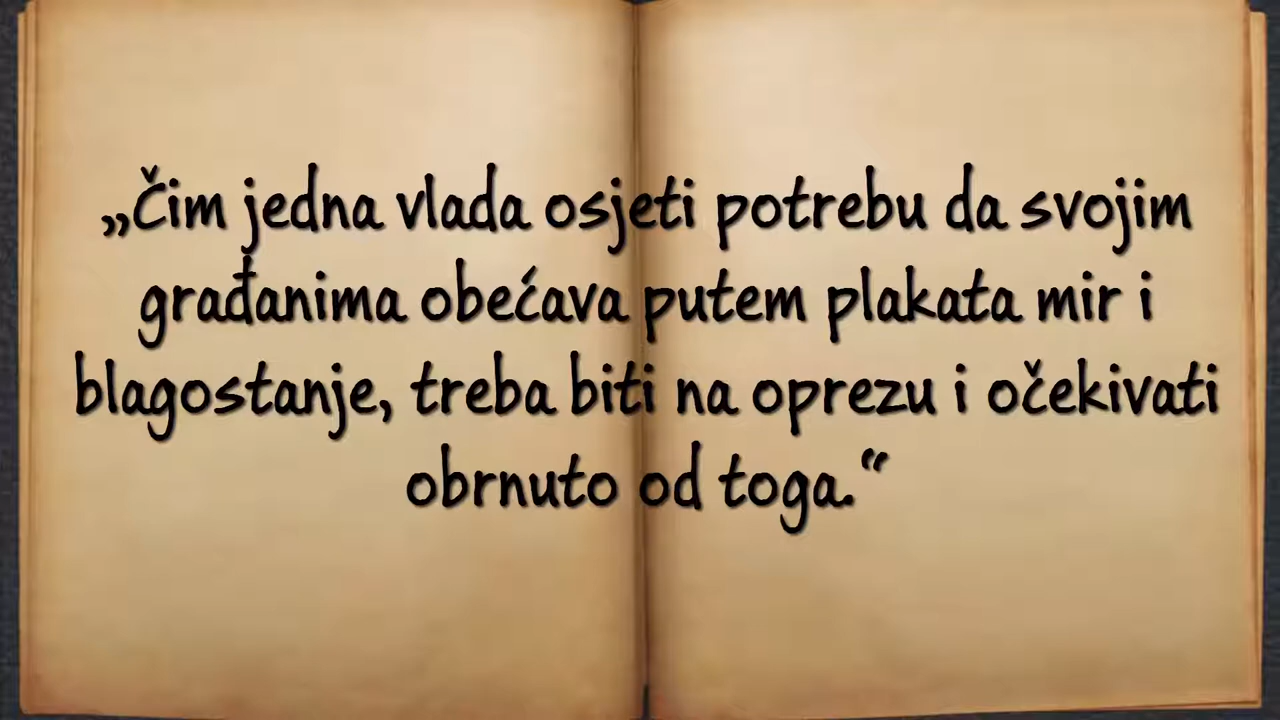 „Čim jedna vlada osjeti potrebu da svojim
građanima obećava putem plakata mir i
blagostanje, treba biti na oprezu i očekivati
obrnuto od toga.“